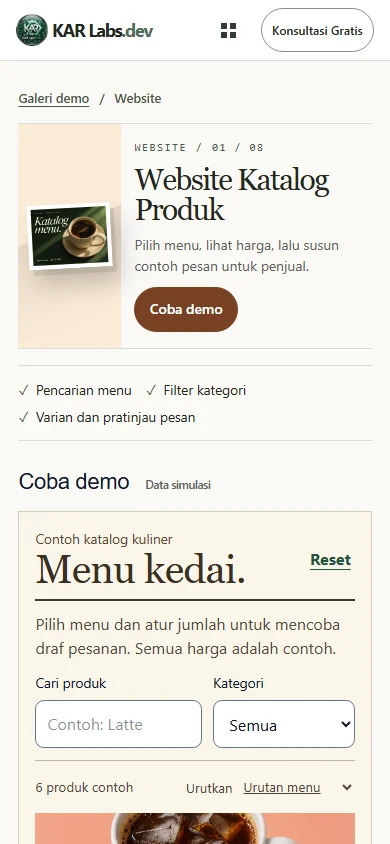 KAR Labs.dev
Konsultasi Gratis
Galeri demo / Website
Katalog
menu.
WEBSITE / 01 / 08
Website Katalog
Produk
Pilih menu, lihat harga, lalu susun
contoh pesan untuk penjual.
Coba demo
✓ Pencarian menu ✓ Filter kategori
✓ Varian dan pratinjau pesan
Coba demo Data simulasi
Contoh katalog kuliner
Menu kedai.
Reset
Pilih menu dan atur jumlah untuk mencoba
draf pesanan. Semua harga adalah contoh.
Cari produk Kategori
Contoh: Latte Semua
6 produk contoh Urutkan Urutan menu